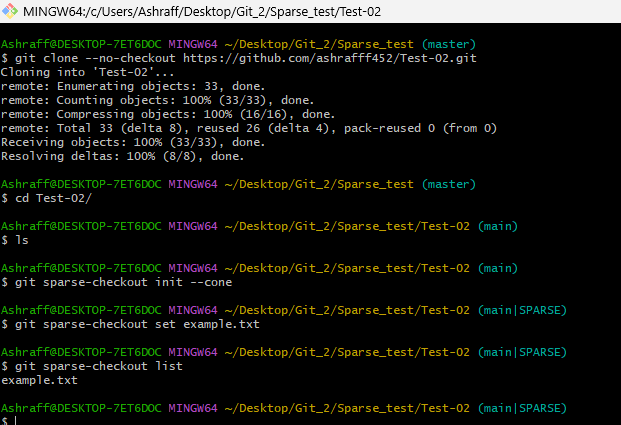 MINGW64:/c/Users/Ashraff/Desktop/Git_2/Sparse_test/Test-02
Ashraff@DESKTOP-7ET6DOC MINGW64 ~/Desktop/Git_2/Sparse_test (master)
$ git clone --no-checkout https://github.com/ashrafff452/Test-02.git
Cloning into 'Test-02'...
remote: Enumerating objects: 33, done.
remote: Counting objects: 100% (33/33), done.
remote: Compressing objects: 100% (16/16), done.
remote: Total 33 (delta 8), reused 26 (delta 4), pack-reused 0 (from 0)
Receiving objects: 100% (33/33), done.
Resolving deltas: 100% (8/8), done.
Ashraff@DESKTOP-7ET6DOC MINGW64 ~/Desktop/Git_2/Sparse_test (master)
$ cd Test-02/
Ashraff@DESKTOP-7ET6DOC MINGW64 ~/Desktop/Git_2/Sparse_test/Test-02 (main)
$ ls
Ashraff@DESKTOP-7ET6DOC MINGW64 ~/Desktop/Git_2/Sparse_test/Test-02 (main)
$ git sparse-checkout init --cone
Ashraff@DESKTOP-7ET6DOC MINGW64 ~/Desktop/Git_2/Sparse_test/Test-02 (main|SPARSE)
$ git sparse-checkout set example.txt
Ashraff@DESKTOP-7ET6DOC MINGW64 ~/Desktop/Git_2/Sparse_test/Test-02 (main|SPARSE)
$ git sparse-checkout list
example.txt
Ashraff@DESKTOP-7ET6DOC MINGW64 ~/Desktop/Git_2/Sparse_test/Test-02 (main|SPARSE)
$